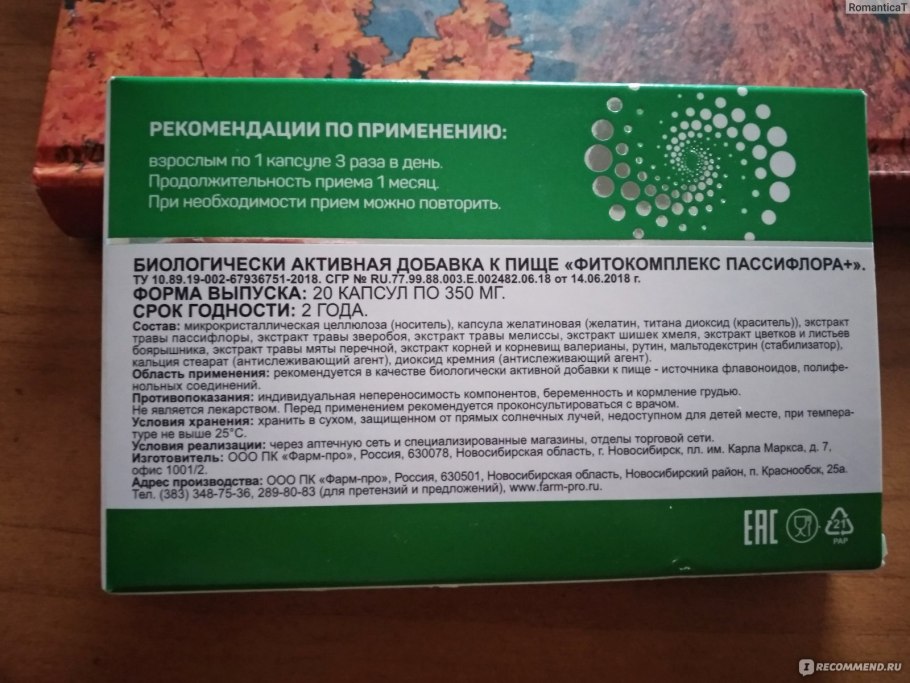 RomanticaT
РЕКОМЕНДАЦИИ ПО ПРИМЕНЕНИЮ:
взрослым по 1 капсуле 3 раза в день.
Продолжительность приема 1 месяц.
При необходимости прием можно повторить.
БИОЛОГИЧЕСКИ АКТИВНАЯ ДОБАВКА К ПИЩЕ «ФИТОКОМПЛЕКС ПАССИФЛОРА+».
ТУ 10.89.19-002-67936751-2018. СГР № RU.77.99.88.003.Е.002482.06.18 от 14.06.2018 г.
ФОРМА ВЫПУСКА: 20 КАПСУЛ ПО 350 МГ.
СРОК ГОДНОСТИ: 2 ГОДА.
Состав: микрокристаллическая целлюлоза (носитель), капсула желатиновая (желатин, титана диоксид (краситель)), экстракт
травы пассифлоры, экстракт травы зверобоя, экстракт травы мелиссы, экстракт шишек хмеля, экстракт цветков и листьев
боярышника, экстракт травы мяты перечной, экстракт корней и корневищ валерианы, рутин, мальтодекстрин (стабилизатор),
кальция стеарат (антислеживающий агент), диоксид кремния (антислеживающий агент).
Область применения: рекомендуется в качестве биологически активной добавки к пище - источника флавоноидов, полифе-
нольных соединений.
Противопоказания: индивидуальная непереносимость компонентов, беременность и кормление грудью.
Не является лекарством. Перед применением рекомендуется проконсультироваться с врачом.
Условия хранения: хранить в сухом, защищенном от прямых солнечных лучей, недоступном для детей месте, при темпера-
туре не выше 25°С.
Условия реализации: через аптечную сеть и специализированные магазины, отделы торговой сети.
Изготовитель: ООО ПК «Фарм-про», Россия, 630078, Новосибирская область, г. Новосибирск, пл. им. Карла Маркса, д. 7,
офис 1001/2.
Адрес производства: ООО ПК «Фарм-про», Россия, 630501, Новосибирская область, Новосибирский район, п. Краснообск, 25а.
Тел. (383) 348-75-36, 289-80-83 (для претензий и предложений), www.farm-pro.ru.
ЕАС
21
PAP
I RECOMMEND.RU